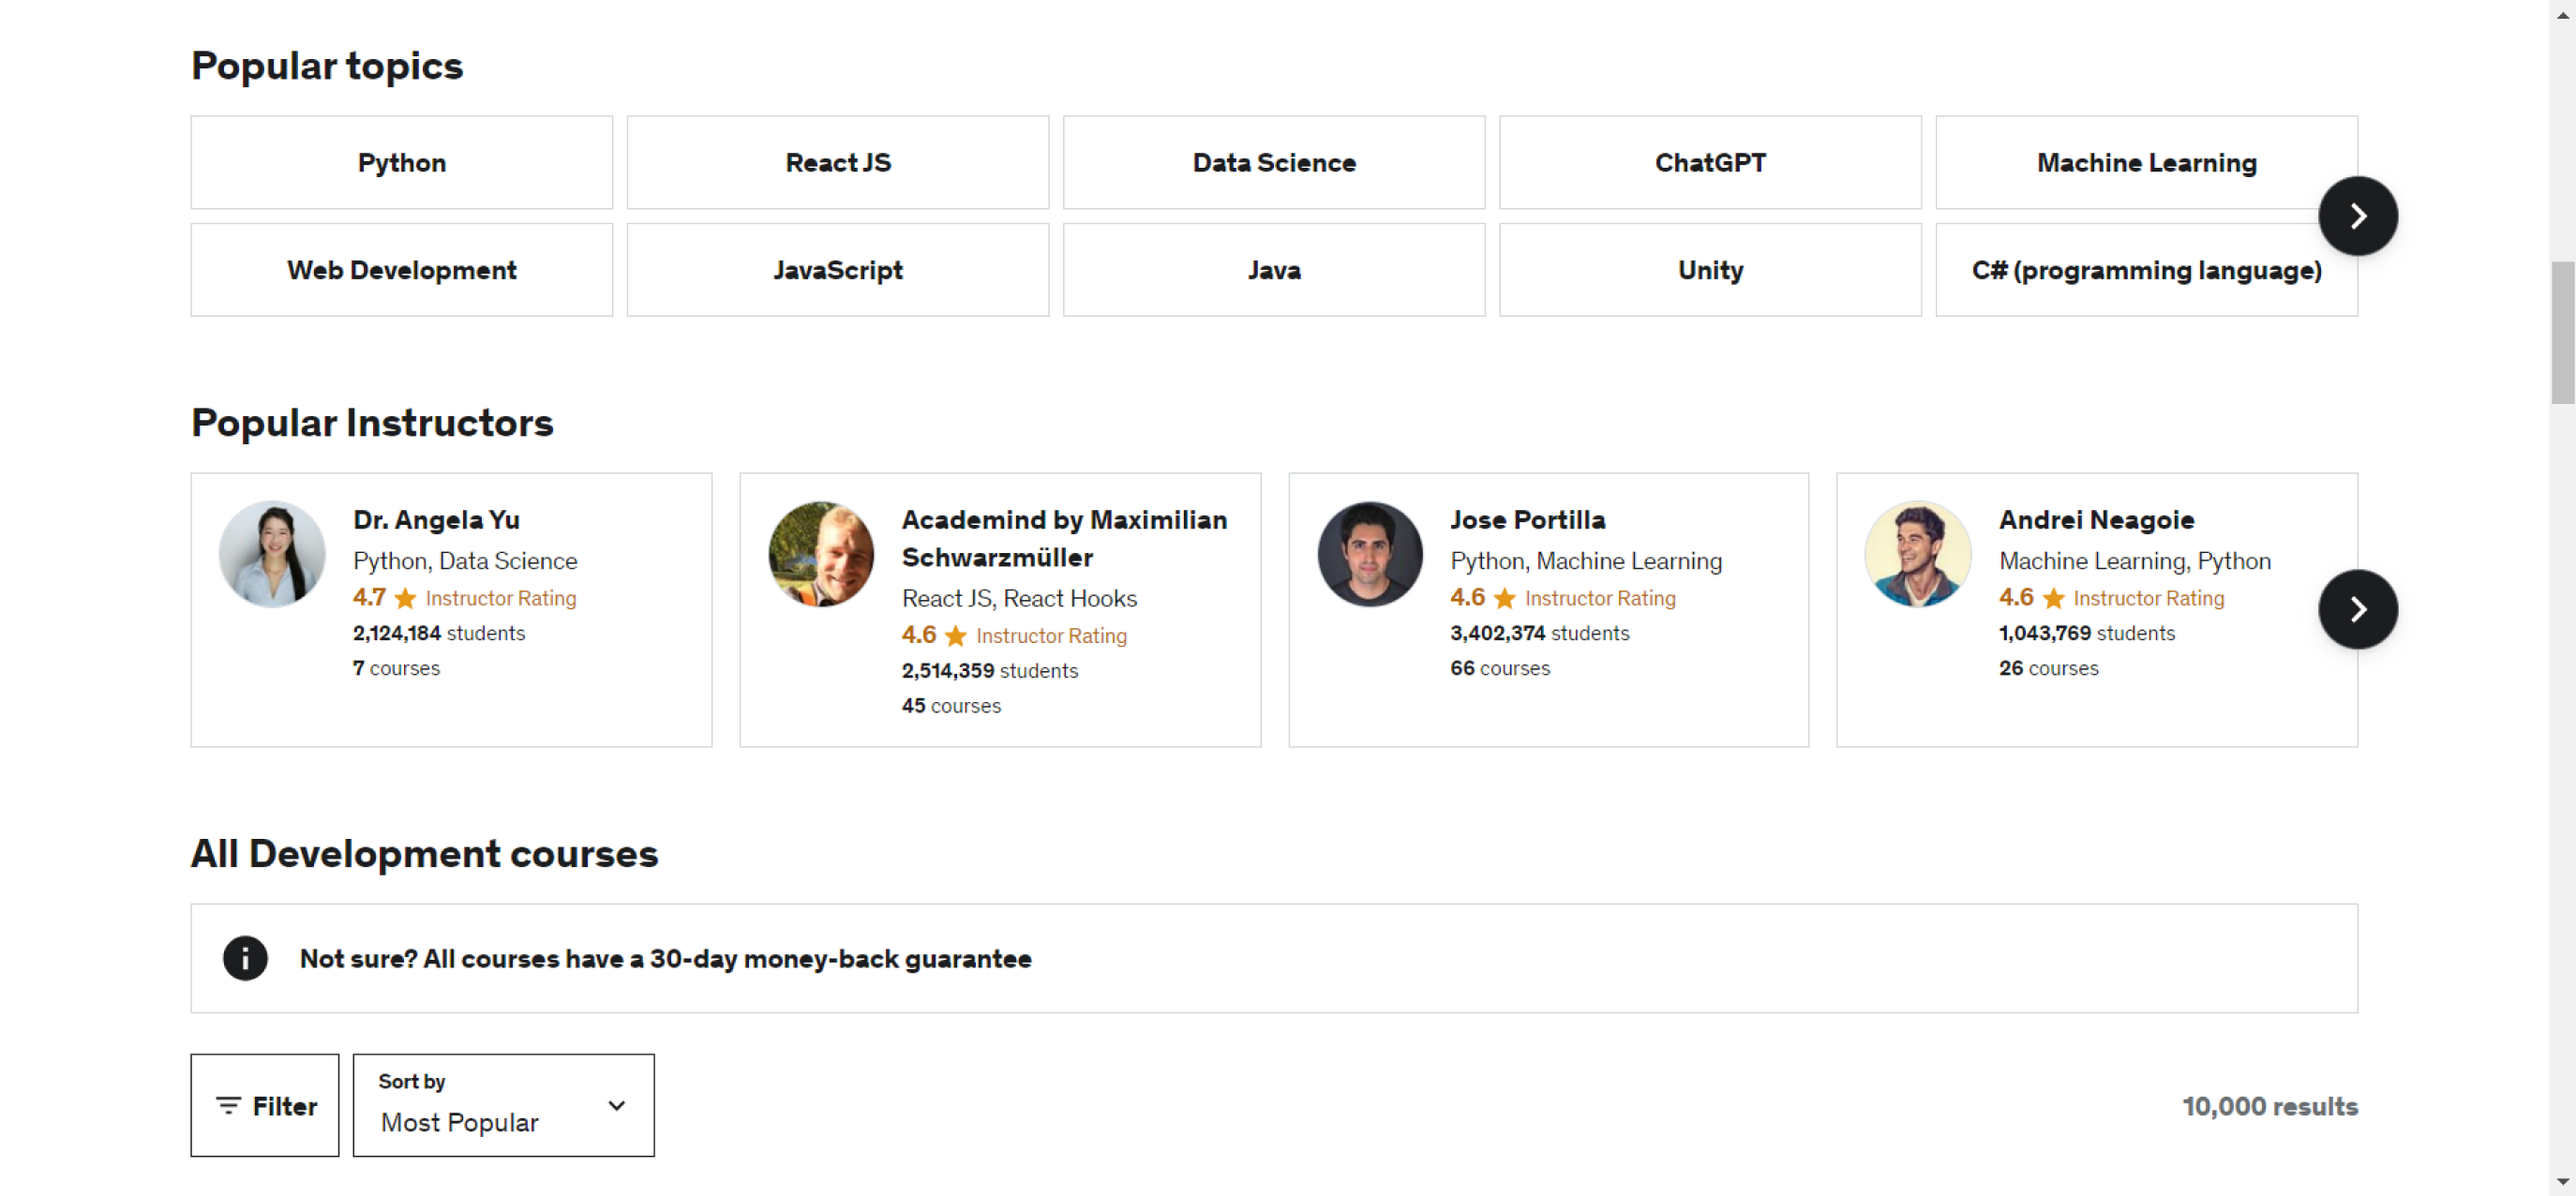 Popular topics
Python
React JS
Data Science
ChatGPT
Machine Learning
Web Development
JavaScript
Java
Unity
C# (programming language)
Popular Instructors
Dr. Angela Yu
Python, Data Science
4.7 Instructor Rating
2,124,184 students
7 courses
Academind by Maximilian
Schwarzmüller
React JS, React Hooks
4.6 Instructor Rating
2,514,359 students
45 courses
Jose Portilla
Python, Machine Learning
4.6 Instructor Rating
3,402,374 students
66 courses
Andrei Neagoie
Machine Learning, Python
4.6 Instructor Rating
1,043,769 students
26 courses
All Development courses
Not sure? All courses have a 30-day money-back guarantee
Filter
Sort by
Most Popular
10,000 results